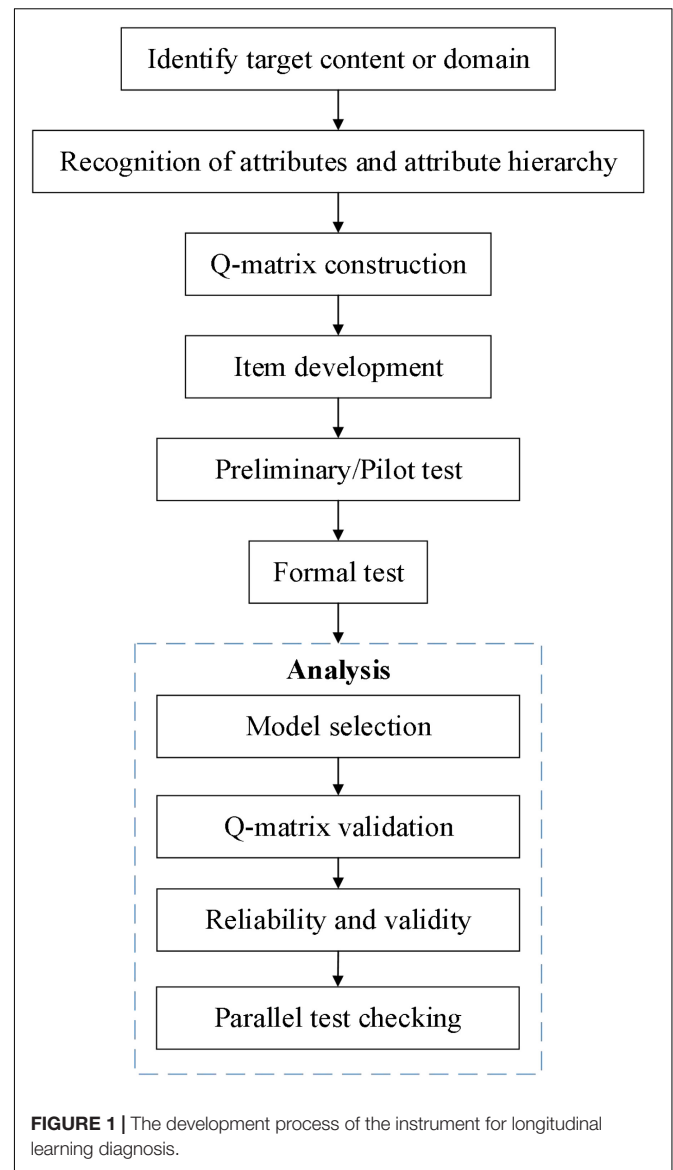 Identify target content or domain
Recognition of attributes and attribute hierarchy
Q-matrix construction
Item development
Preliminary/Pilot test
Formal test
Analysis
Model selection
Q-matrix validation
Reliability and validity
Parallel test checking
FIGURE 1 | The development process of the instrument for longitudinal
learning diagnosis.